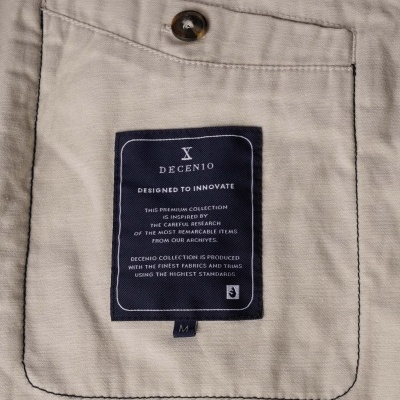 X
DECENIO
DESIGNED TO INNOVATE
THIS PREMIUM COLLECTION
IS INSPIRED BY
THE CAREFUL RESEARCH
OF THE MOST REMARKABLE ITEMS
FROM OUR ARCHIVES.
DECENIO COLLECTION IS PRODUCED
WITH THE FINEST FABRICS AND TRIMS
USING THE HIGHEST STANDARDS
M